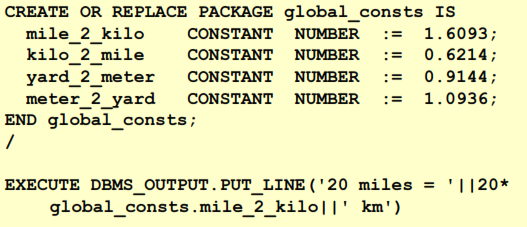 CREATE OR REPLACE PACKAGE global_consts IS
  mile_2_kilo    CONSTANT  NUMBER  :=  1.6093;
  kilo_2_mile    CONSTANT  NUMBER  :=  0.6214;
  yard_2_meter   CONSTANT  NUMBER  :=  0.9144;
  meter_2_yard   CONSTANT  NUMBER  :=  1.0936;
END global_consts;
/
EXECUTE DBMS_OUTPUT.PUT_LINE('20 miles = '||20*
    global_consts.mile_2_kilo||' km')